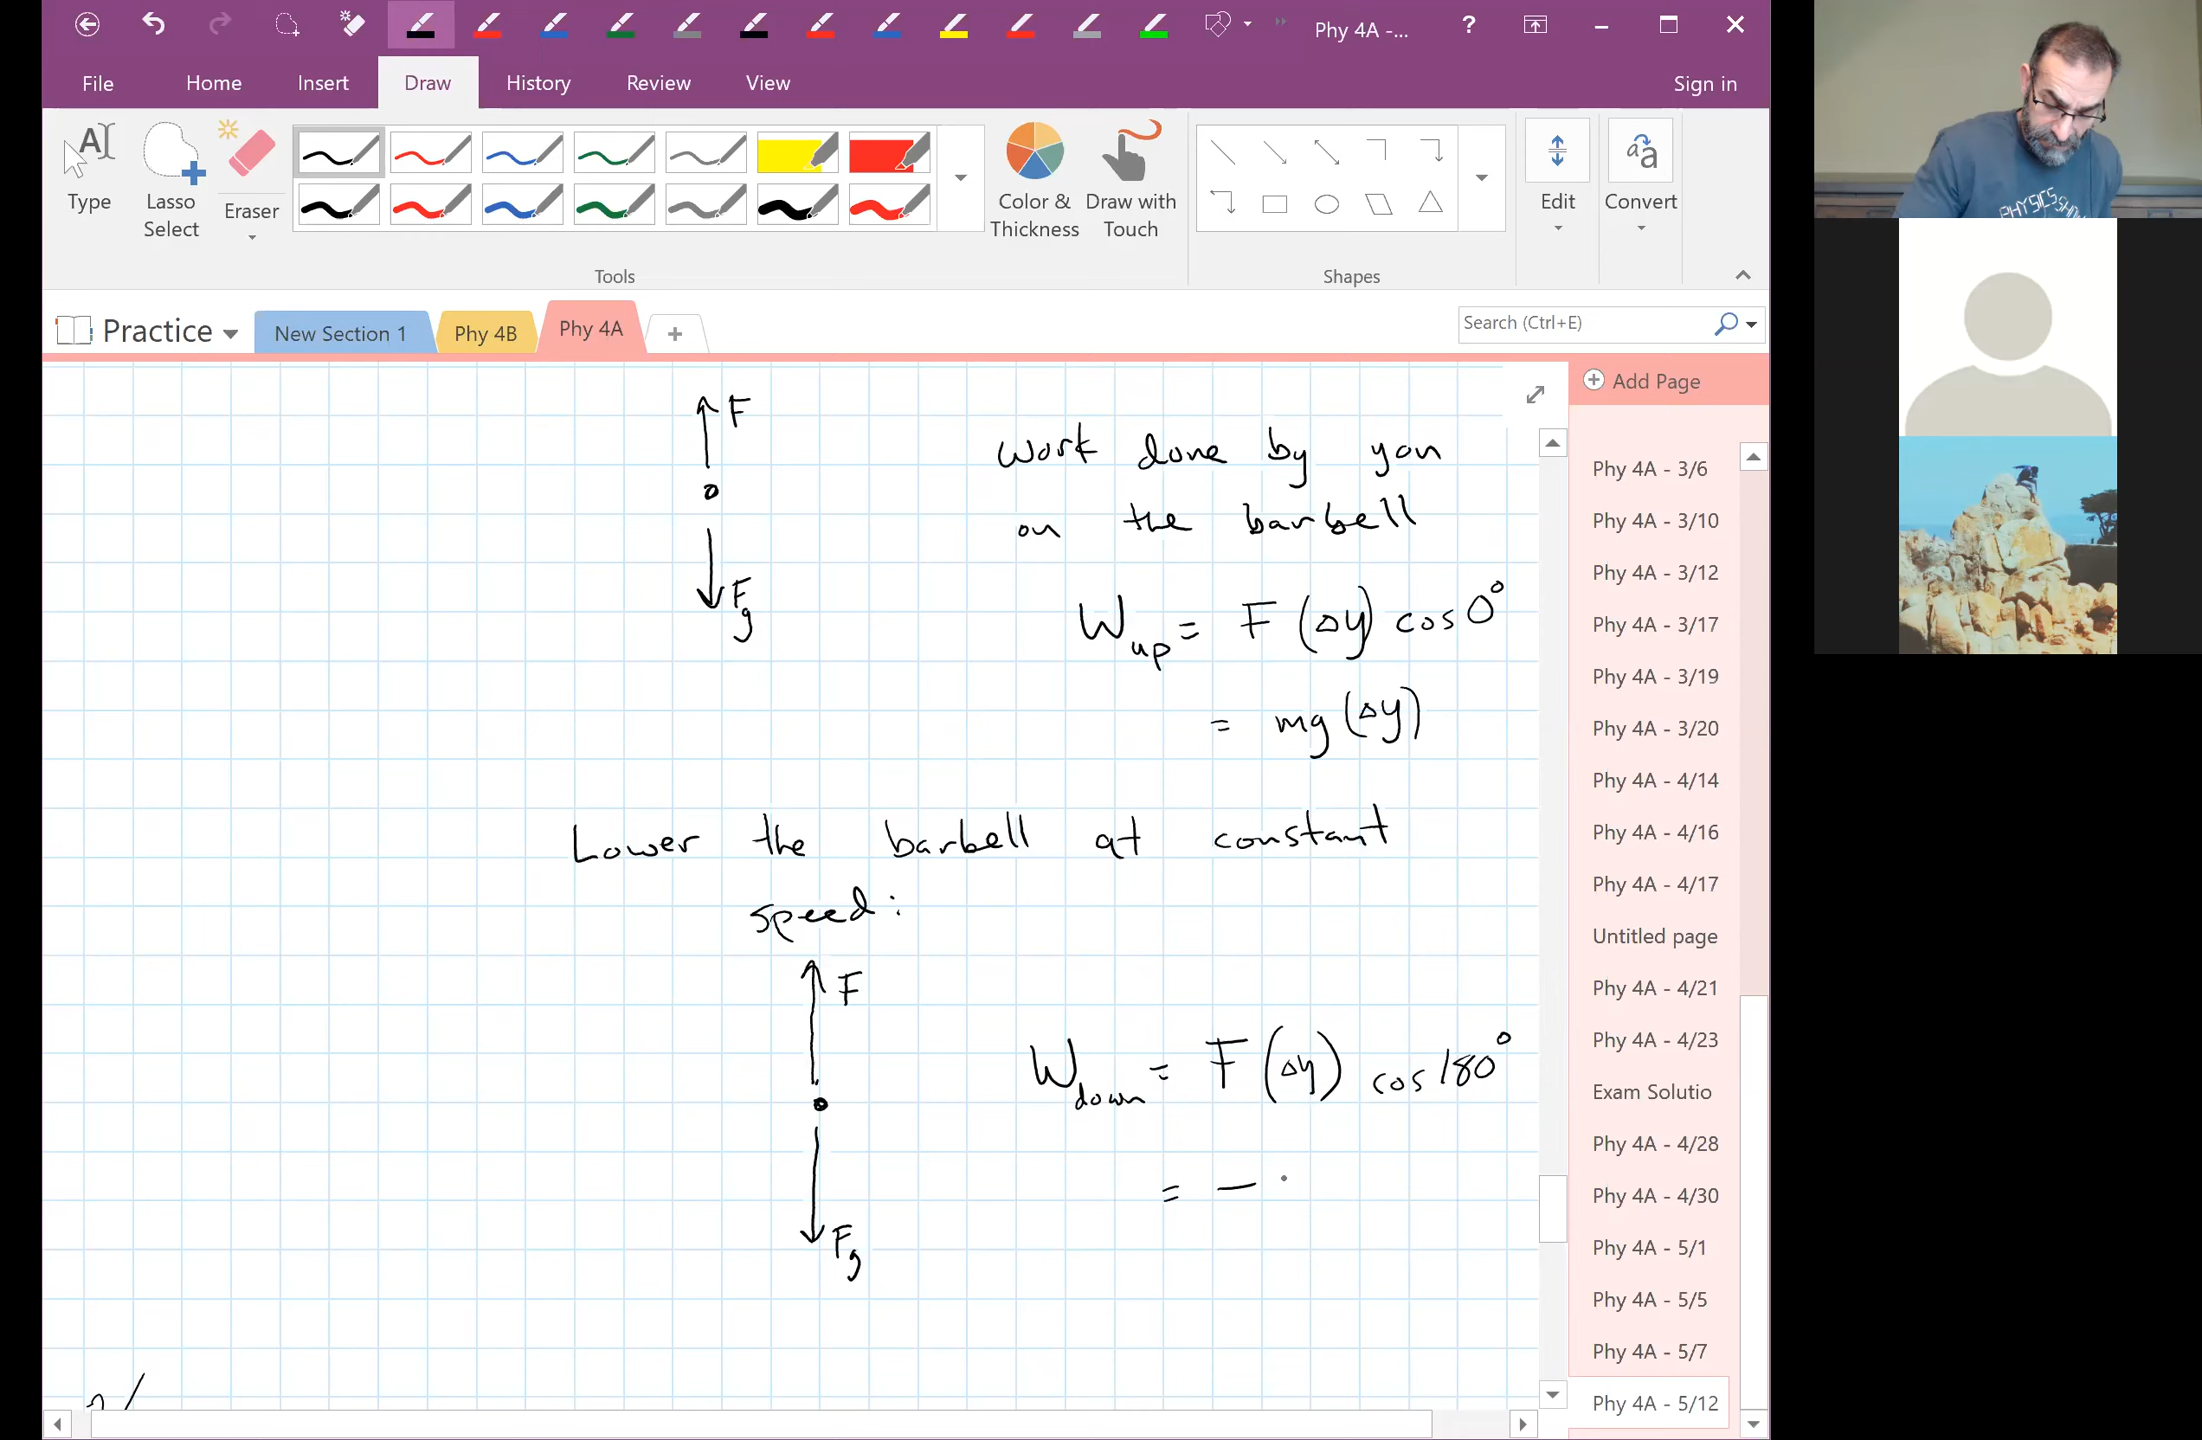 Phy 4A -...
?
File Home Insert Draw History Review View Sign in
Type
Lasso Select
Eraser
Color & Thickness
Draw with Touch
Edit
Convert
Tools
Shapes
Practice
New Section 1
Phy 4B
Phy 4A
Search (Ctrl+E)
Add Page
Phy 4A - 3/6
Phy 4A - 3/10
Phy 4A - 3/12
Phy 4A - 3/17
Phy 4A - 3/19
Phy 4A - 3/20
Phy 4A - 4/14
Phy 4A - 4/16
Phy 4A - 4/17
Untitled page
Phy 4A - 4/21
Phy 4A - 4/23
Exam Solutio
Phy 4A - 4/28
Phy 4A - 4/30
Phy 4A - 5/1
Phy 4A - 5/5
Phy 4A - 5/7
Phy 4A - 5/12
F
Fg
Work done by you
on the barbell
W up = F (Δy) cos 0°
= mg (Δy)
Lower the barbell at constant
speed:
F
Fg
W down = F (Δy) cos 180°
= —
PHYSICS SHOW